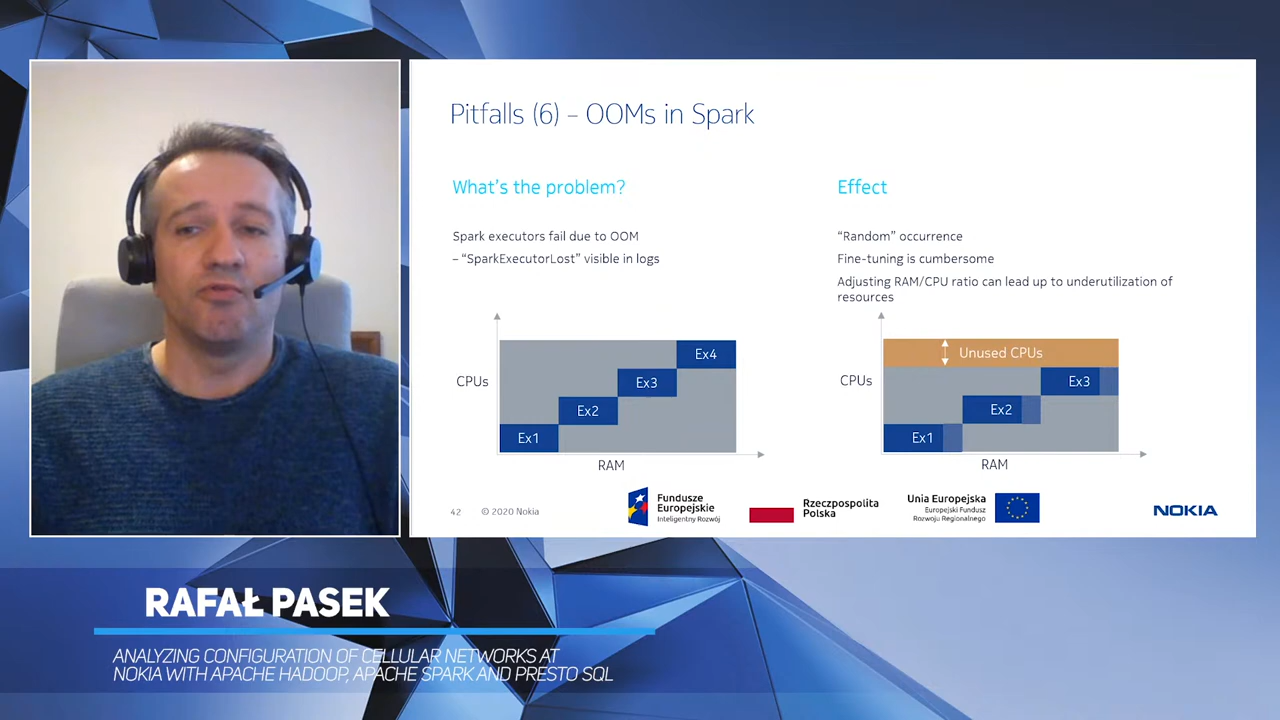 Pitfalls (6) – OOMs in Spark
What's the problem?
Spark executors fail due to OOM
– “SparkExecutorLost” visible in logs
CPUs
Ex4
Ex3
Ex2
Ex1
RAM
Effect
“Random” occurrence
Fine-tuning is cumbersome
Adjusting RAM/CPU ratio can lead up to underutilization of
resources
Unused CPUs
CPUs
Ex3
Ex2
Ex1
RAM
42 © 2020 Nokia
Fundusze
Europejskie
Inteligentny Rozwój
Rzeczpospolita
Polska
Unia Europejska
Europejski Fundusz
Rozwoju Regionalnego
NOKIA
RAFAŁ PASEK
ANALYZING CONFIGURATION OF CELLULAR NETWORKS AT
NOKIA WITH APACHE HADOOP, APACHE SPARK AND PRESTO SQL